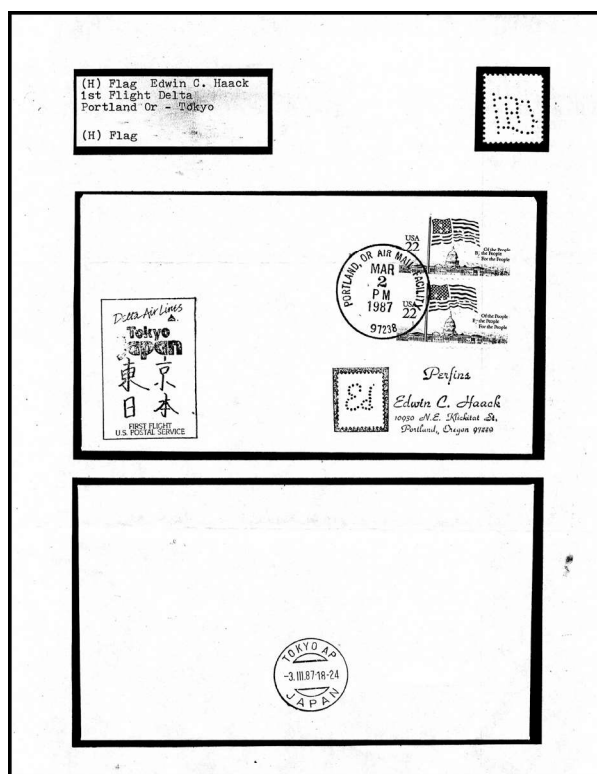 (H) Flag Edwin C. Haack
1st Flight Delta
Portland Or - Tokyo
(H) Flag
USA
22
Of the People
By the People
For the People
PORTLAND, OR AIR MAIL FACILITY
MAR
2
PM
1987
97238
USA
22
Of the People
By the People
For the People
Delta Air Lines
Tokyo
Japan
東京
日本
FIRST FLIGHT
U.S. POSTAL SERVICE
Perfins
Edwin C. Haack
10930 N.E. Klickitat St.
Portland, Oregon 97220
TOKYO AP
-3.III.87-18-24
JAPAN